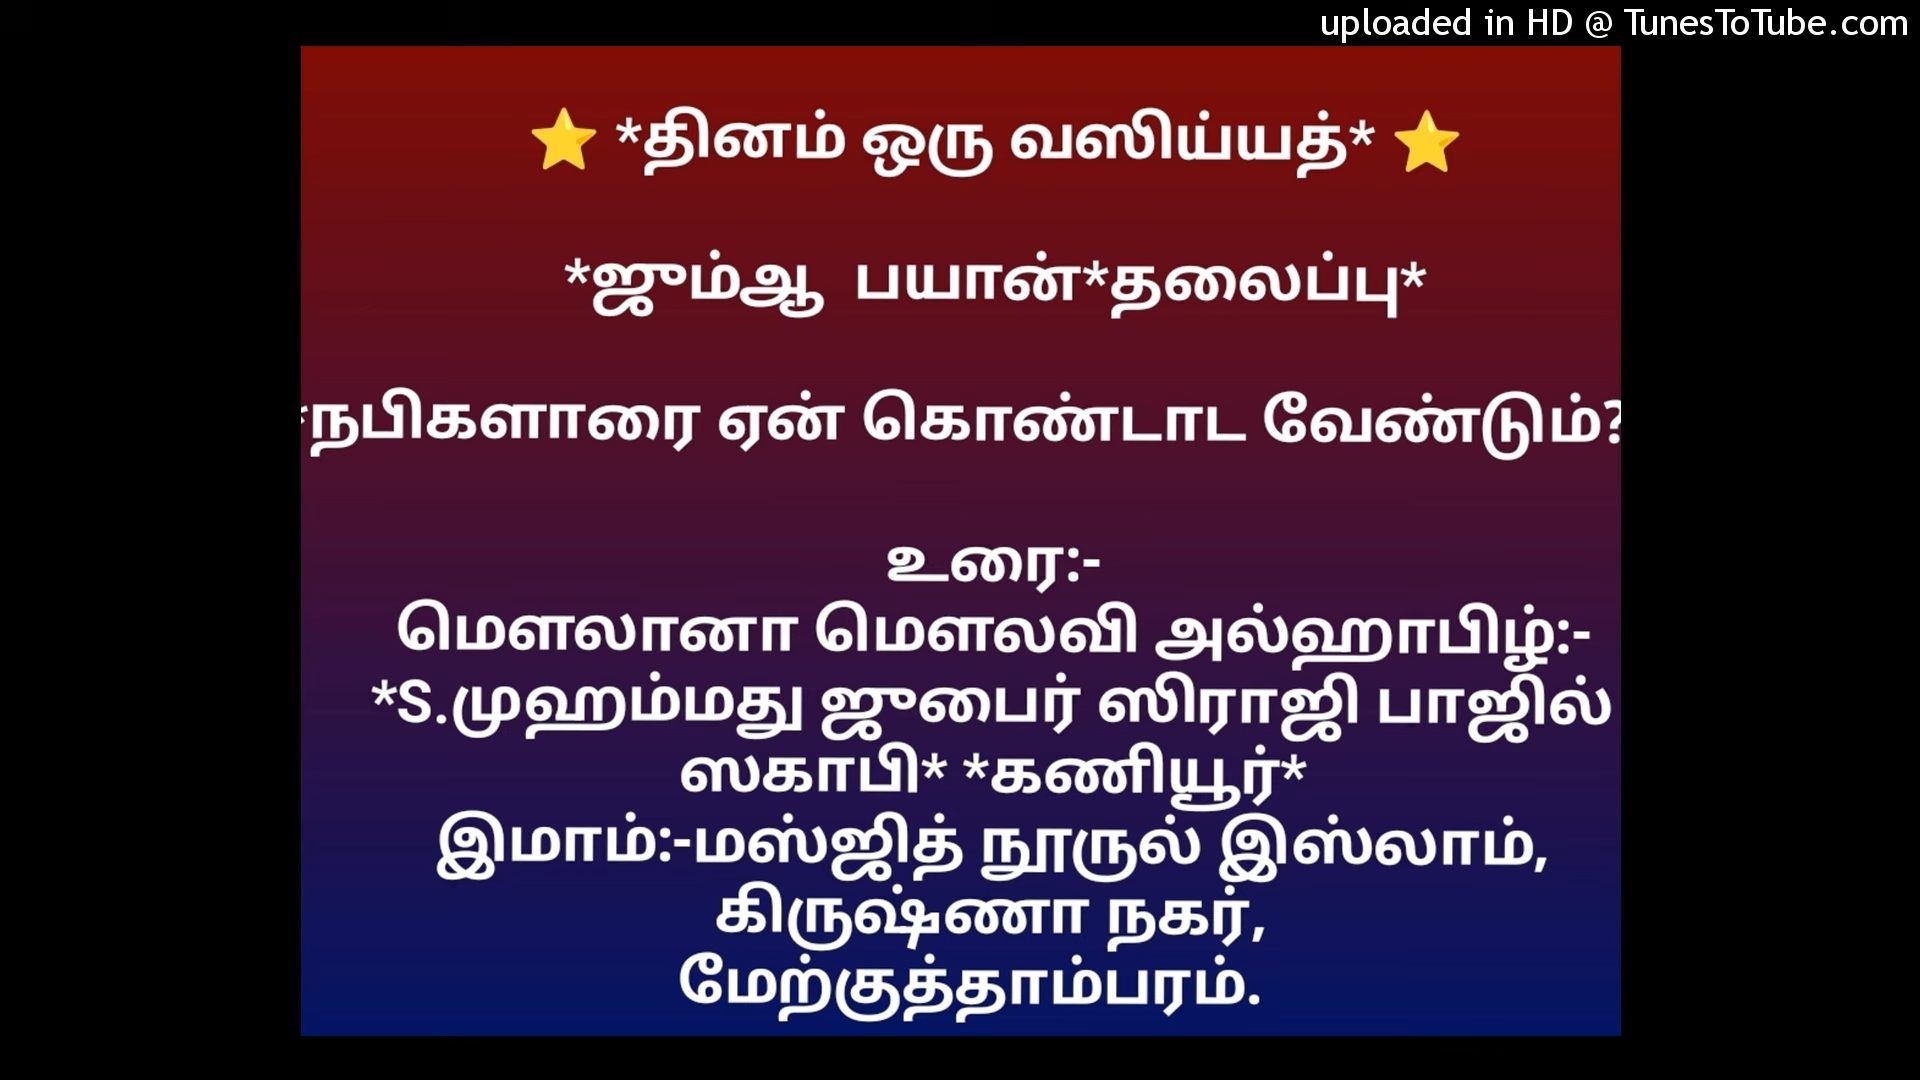 uploaded in HD @ TunesToTube.com
⭐ *தினம் ஒரு வஸிய்யத்* ⭐
*ஜும்ஆ  பயான்*தலைப்பு*
*நபிகளாரை ஏன் கொண்டாட வேண்டும்?
உரை:-
மௌலானா மௌலவி அல்ஹாபிழ்:-
*S.முஹம்மது ஜுபைர் ஸிராஜி பாஜில்
ஸகாபி* *கணியூர்*
இமாம்:-மஸ்ஜித் நூருல் இஸ்லாம்,
கிருஷ்ணா நகர்,
மேற்குத்தாம்பரம்.